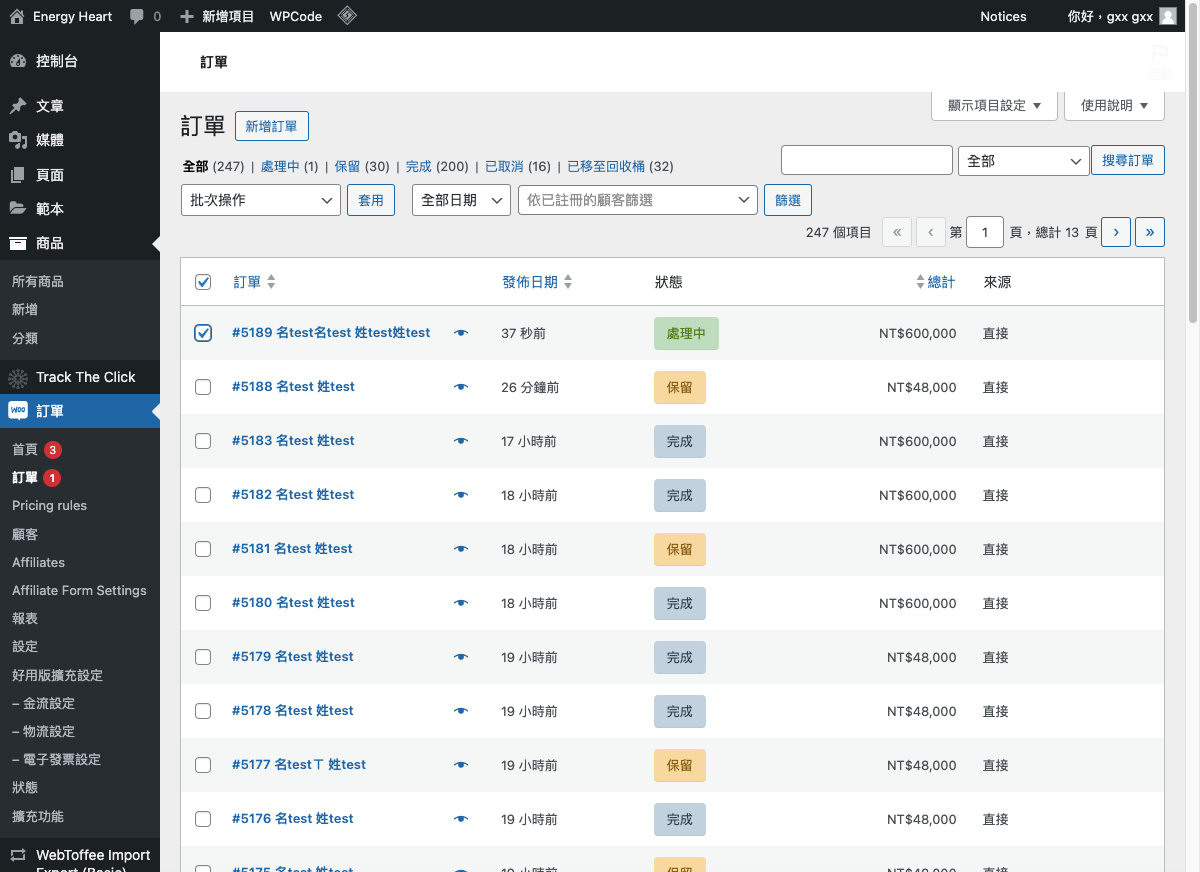 Energy Heart 0 新增項目 WPCode Notices 你好，gxx gxx
控制台
文章
媒體
頁面
範本
商品
所有商品
新增
分類
Track The Click
訂單
首頁 3
訂單 1
Pricing rules
顧客
Affiliates
Affiliate Form Settings
報表
設定
好用版擴充設定
– 金流設定
– 物流設定
– 電子發票設定
狀態
擴充功能
WebToffee Import
Export (Basic)
訂單
活動
顯示項目設定 ▼ 使用說明 ▼
訂單 新增訂單
全部 (247) | 處理中 (1) | 保留 (30) | 完成 (200) | 已取消 (16) | 已移至回收桶 (32)
全部 搜尋訂單
批次操作 套用 全部日期 依已註冊的顧客篩選 篩選
247 個項目 « ‹ 第 1 頁，總計 13 頁 › »
訂單 發佈日期 狀態 總計 來源
#5189 名test名test 姓test姓test 37 秒前 處理中 NT$600,000 直接
#5188 名test 姓test 26 分鐘前 保留 NT$48,000 直接
#5183 名test 姓test 17 小時前 完成 NT$600,000 直接
#5182 名test 姓test 18 小時前 完成 NT$600,000 直接
#5181 名test 姓test 18 小時前 保留 NT$600,000 直接
#5180 名test 姓test 18 小時前 完成 NT$600,000 直接
#5179 名test 姓test 19 小時前 完成 NT$48,000 直接
#5178 名test 姓test 19 小時前 完成 NT$48,000 直接
#5177 名testㄒ 姓test 19 小時前 保留 NT$48,000 直接
#5176 名test 姓test 19 小時前 完成 NT$48,000 直接
#5175 名test 姓test 19 小時前 保留 NT$48,000 直接